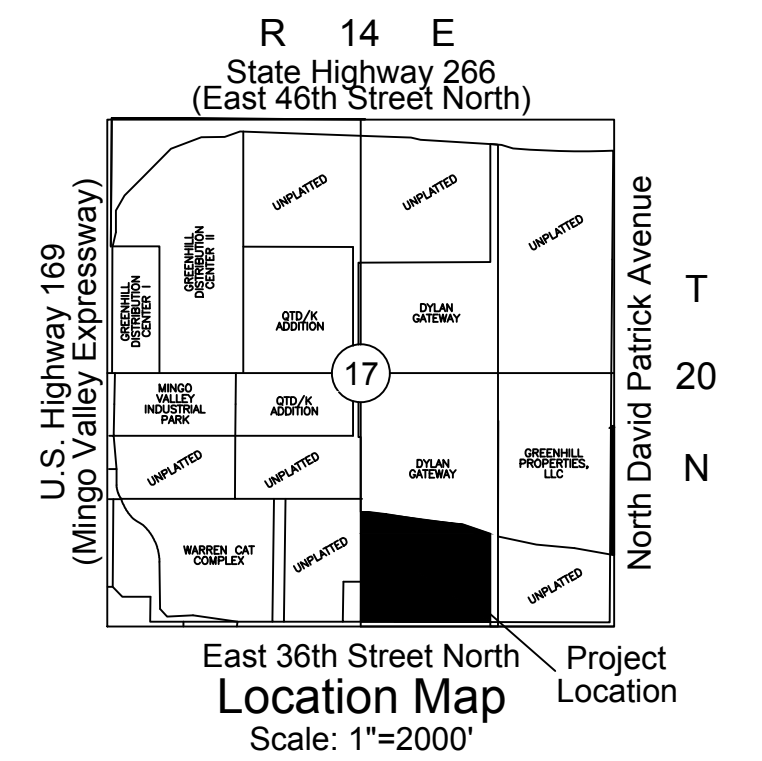 R 14 E
State Highway 266
(East 46th Street North)
U.S. Highway 169
(Mingo Valley Expressway)
UNPLATTED
UNPLATTED
UNPLATTED
GREENHILL
DISTRIBUTION
CENTER II
GREENHILL
DISTRIBUTION
CENTER I
QTD/K
ADDITION
DYLAN
GATEWAY
17
MINGO
VALLEY
INDUSTRIAL
PARK
QTD/K
ADDITION
UNPLATTED
UNPLATTED
DYLAN
GATEWAY
GREENHILL
PROPERTIES,
LLC
WARREN CAT
COMPLEX
UNPLATTED
UNPLATTED
North David Patrick Avenue
T
20
N
East 36th Street North
Project
Location
Location Map
Scale: 1"=2000'